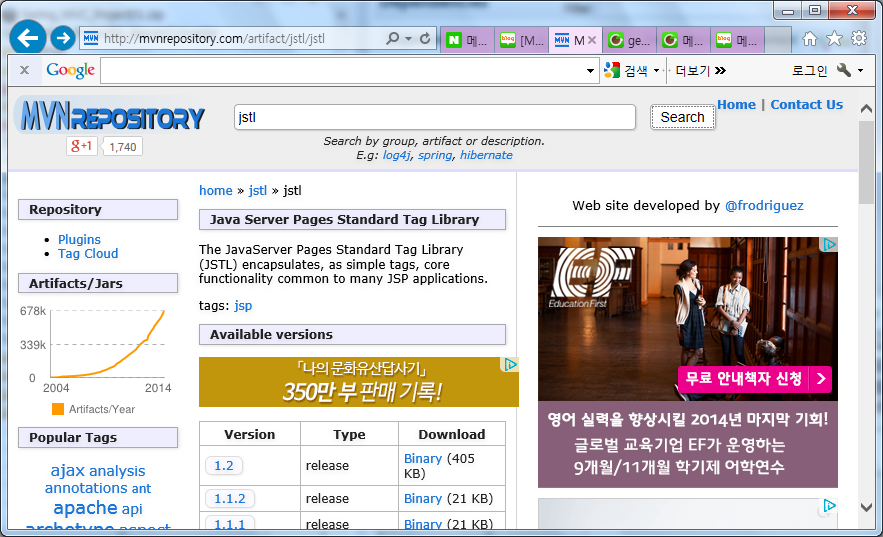 http://mvnrepository.com/artifact/jstl/jstl
메...
[M...
M
ge...
메...
메...
x Google 검색 더보기 » 로그인
MVNREPOSITORY
jstl
Search
Home | Contact Us
Search by group, artifact or description.
E.g: log4j, spring, hibernate
g+1 1,740
Repository
Plugins
Tag Cloud
Artifacts/Jars
678k
339k
0
2004 2014
Artifacts/Year
Popular Tags
ajax analysis
annotations ant
apache api
archetype aspect
home » jstl » jstl
Java Server Pages Standard Tag Library
The JavaServer Pages Standard Tag Library
(JSTL) encapsulates, as simple tags, core
functionality common to many JSP applications.
tags: jsp
Available versions
「나의 문화유산답사기」
350만 부 판매 기록!
Version Type Download
1.2 release Binary (405
KB)
1.1.2 release Binary (21 KB)
1.1.1 release Binary (21 KB)
Web site developed by @frodriguez
EF
Education First
무료 안내책자 신청
영어 실력을 향상시킬 2014년 마지막 기회!
글로벌 교육기업 EF가 운영하는
9개월/11개월 학기제 어학연수